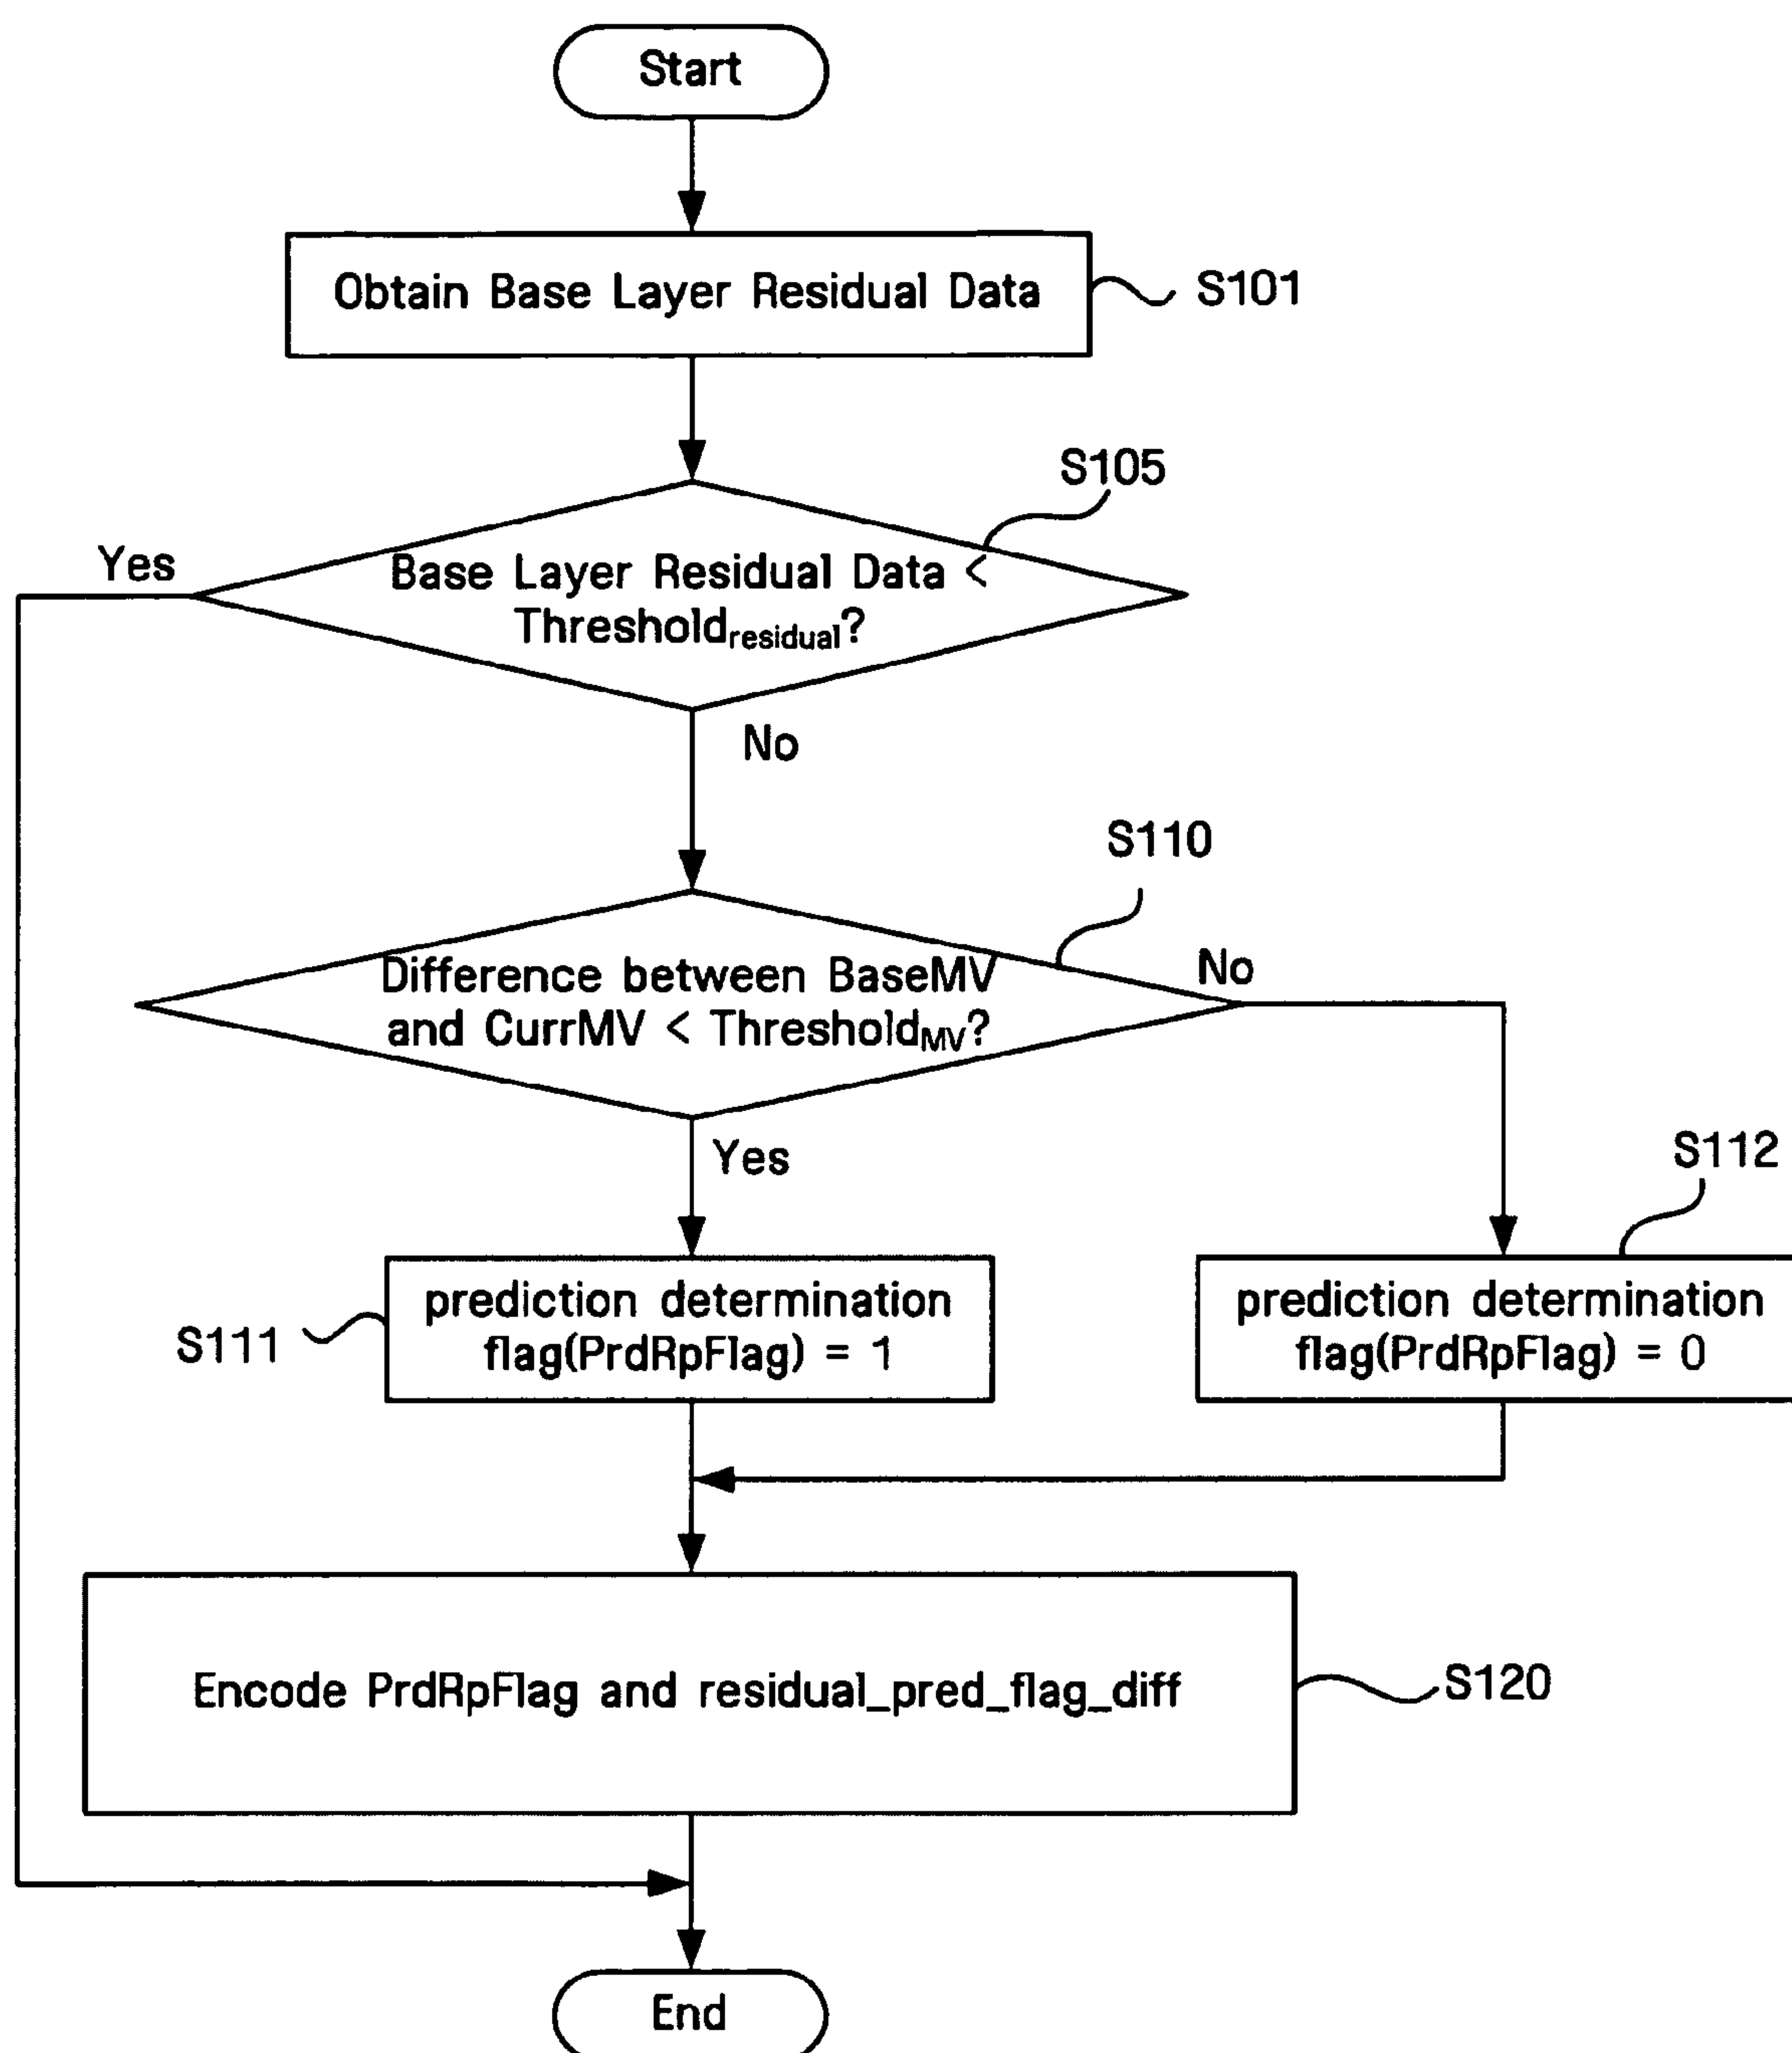 Start
Obtain Base Layer Residual Data
S101
S105
Yes
Base Layer Residual Data <
Threshold_residual?
No
S110
Difference between BaseMV
and CurrMV < Threshold_MV?
No
Yes
S112
prediction determination
flag(PrdRpFlag) = 1
S111
prediction determination
flag(PrdRpFlag) = 0
Encode PrdRpFlag and residual_pred_flag_diff
S120
End